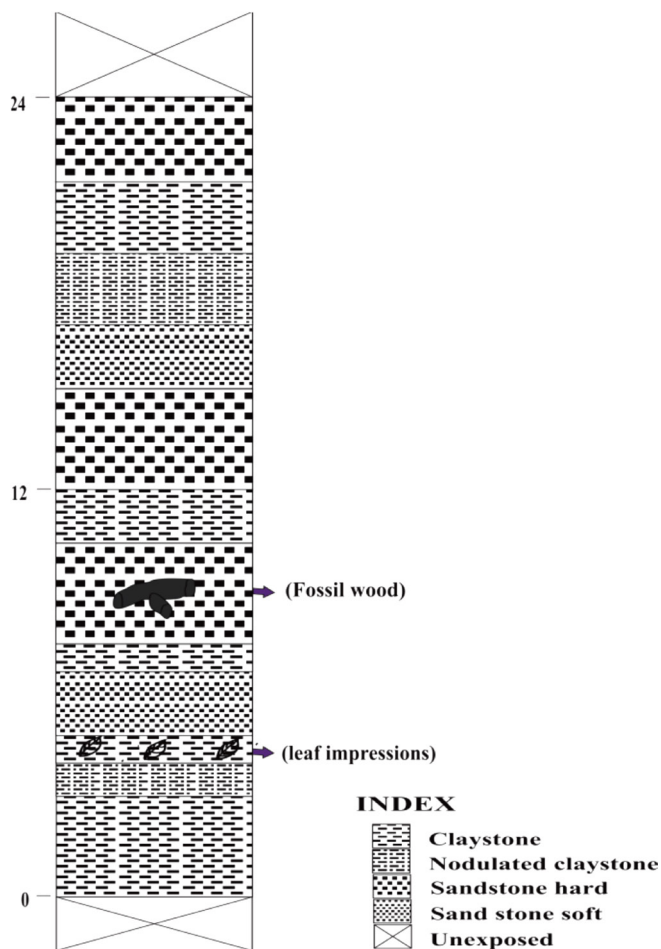 24
12
(Fossil wood)
(leaf impressions)
INDEX
Claystone
Nodulated claystone
Sandstone hard
Sand stone soft
0
Unexposed